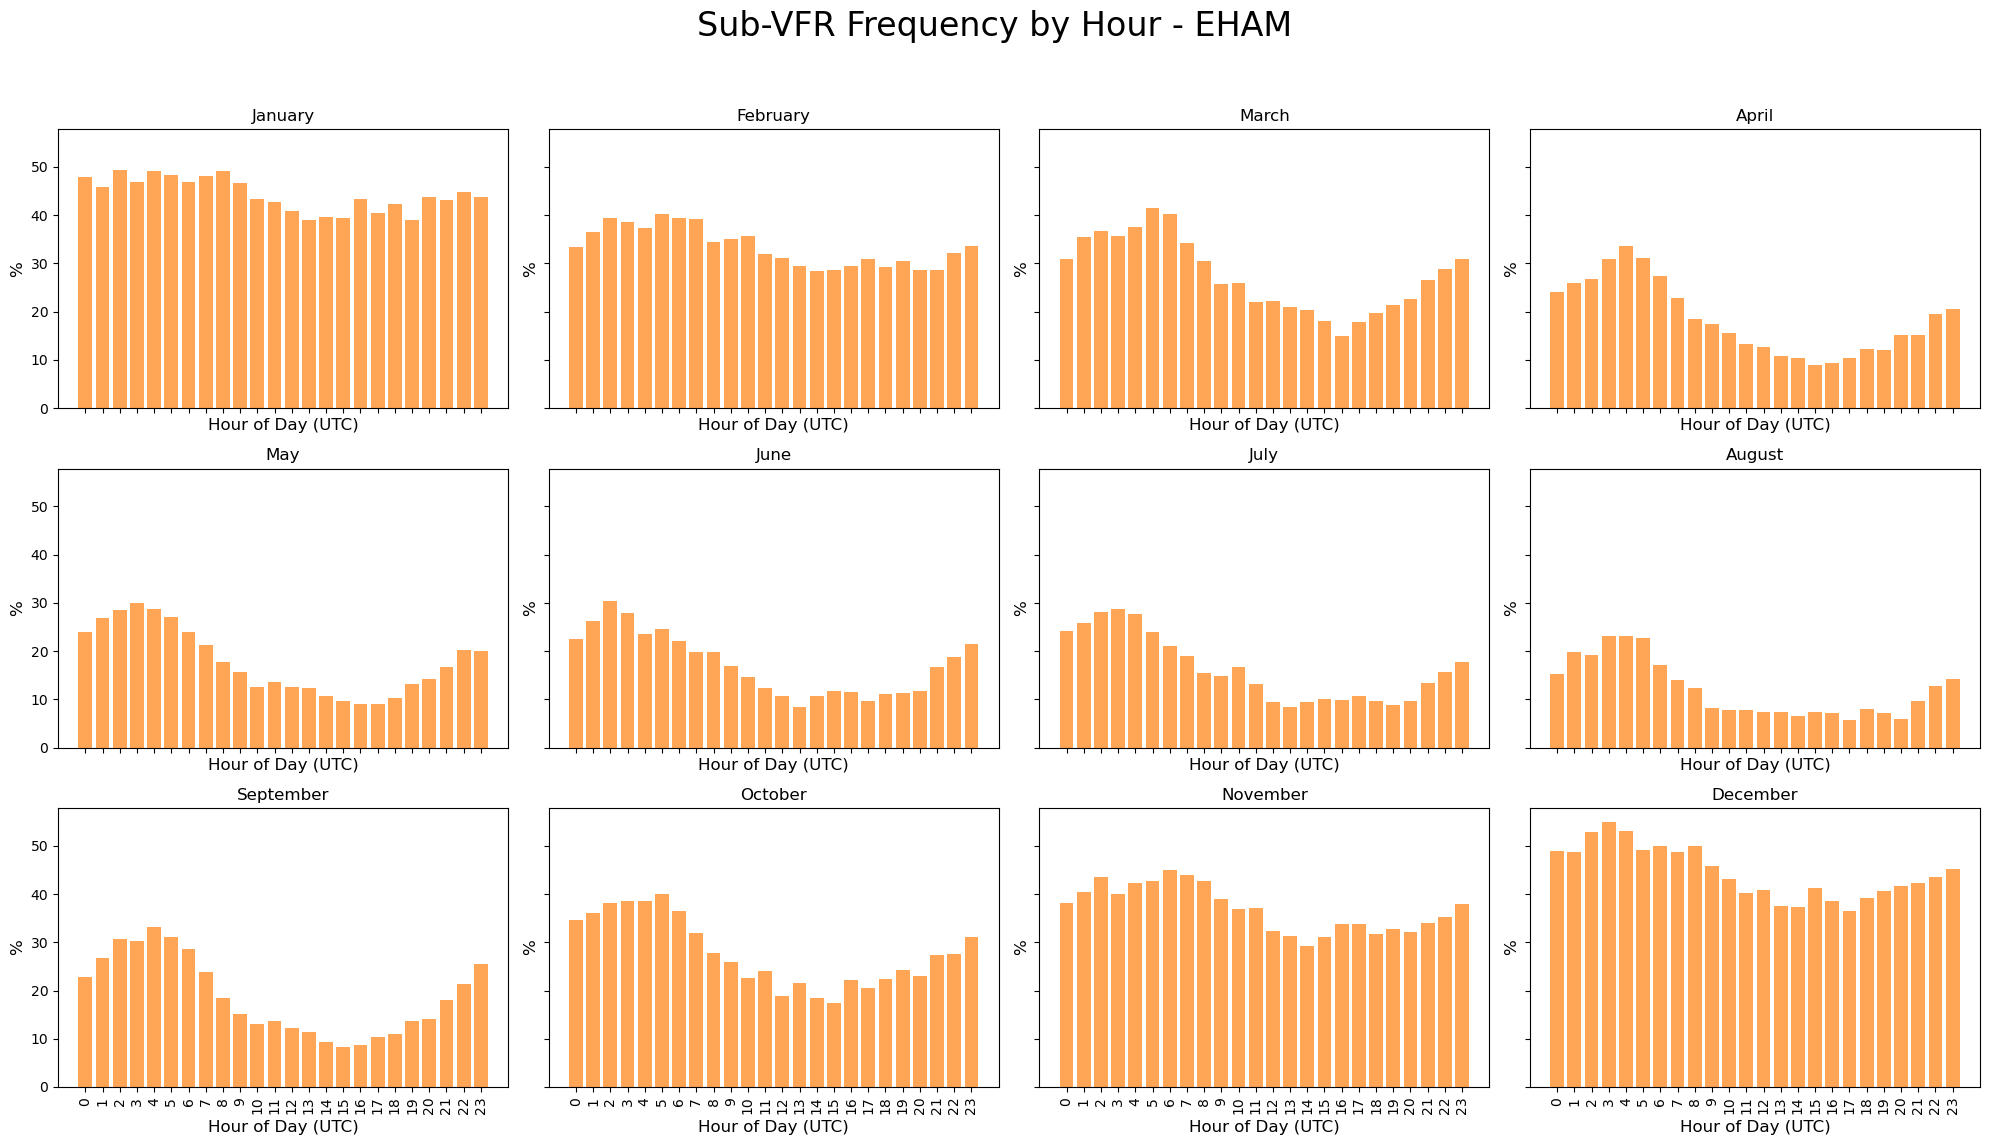 Sub-VFR Frequency by Hour - EHAM
January
February
March
April
50
40
30
20
10
0
%
%
%
%
Hour of Day (UTC)
Hour of Day (UTC)
Hour of Day (UTC)
Hour of Day (UTC)
May
June
July
August
50
40
30
20
10
0
%
%
%
%
Hour of Day (UTC)
Hour of Day (UTC)
Hour of Day (UTC)
Hour of Day (UTC)
September
October
November
December
50
40
30
20
10
0
%
%
%
%
0 1 2 3 4 5 6 7 8 9 10 11 12 13 14 15 16 17 18 19 20 21 22 23
0 1 2 3 4 5 6 7 8 9 10 11 12 13 14 15 16 17 18 19 20 21 22 23
0 1 2 3 4 5 6 7 8 9 10 11 12 13 14 15 16 17 18 19 20 21 22 23
0 1 2 3 4 5 6 7 8 9 10 11 12 13 14 15 16 17 18 19 20 21 22 23
Hour of Day (UTC)
Hour of Day (UTC)
Hour of Day (UTC)
Hour of Day (UTC)